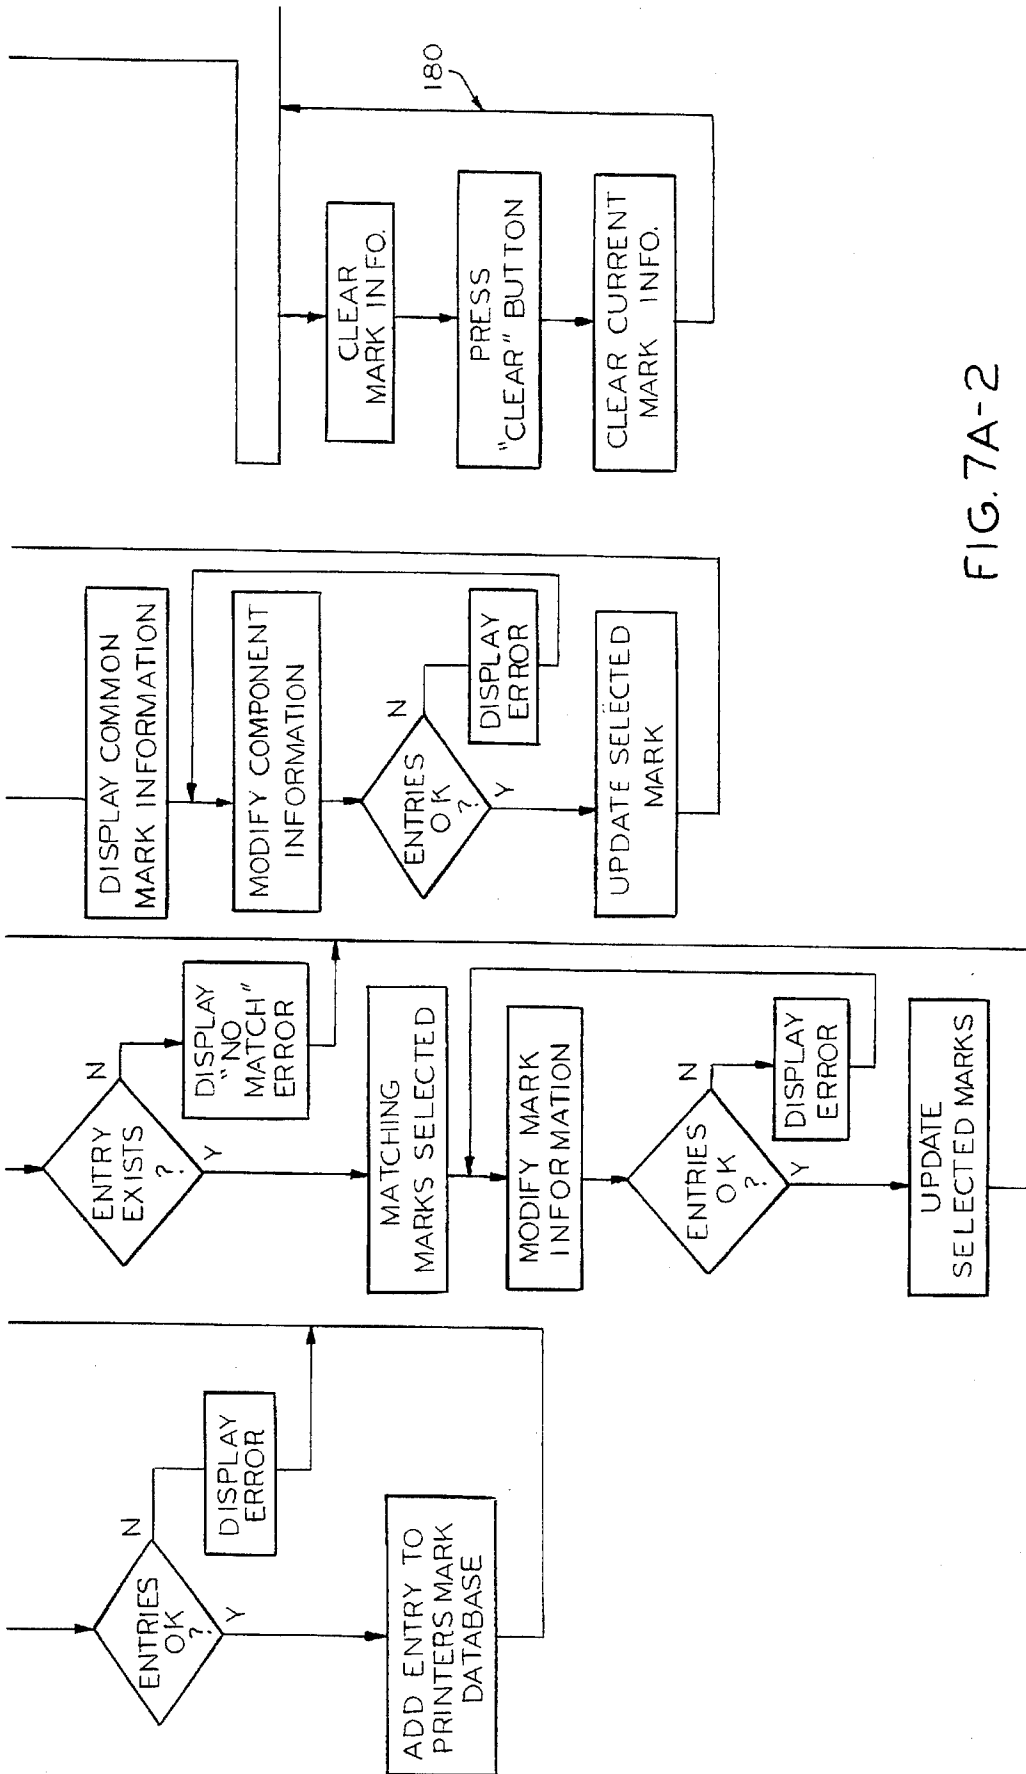 ENTRIES
OK
?
N
Y
DISPLAY
ERROR
ADD ENTRY TO
PRINTERS MARK
DATABASE
ENTRY
EXISTS
?
N
Y
DISPLAY
"NO
MATCH"
ERROR
MATCHING
MARKS SELECTED
MODIFY MARK
INFORMATION
ENTRIES
OK
?
N
Y
DISPLAY
ERROR
UPDATE
SELECTED MARKS
DISPLAY COMMON
MARK INFORMATION
MODIFY COMPONENT
INFORMATION
ENTRIES
OK
?
N
Y
DISPLAY
ERROR
UPDATE SELECTED
MARK
CLEAR
MARK INFO.
PRESS
"CLEAR" BUTTON
CLEAR CURRENT
MARK INFO.
180
FIG. 7A-2